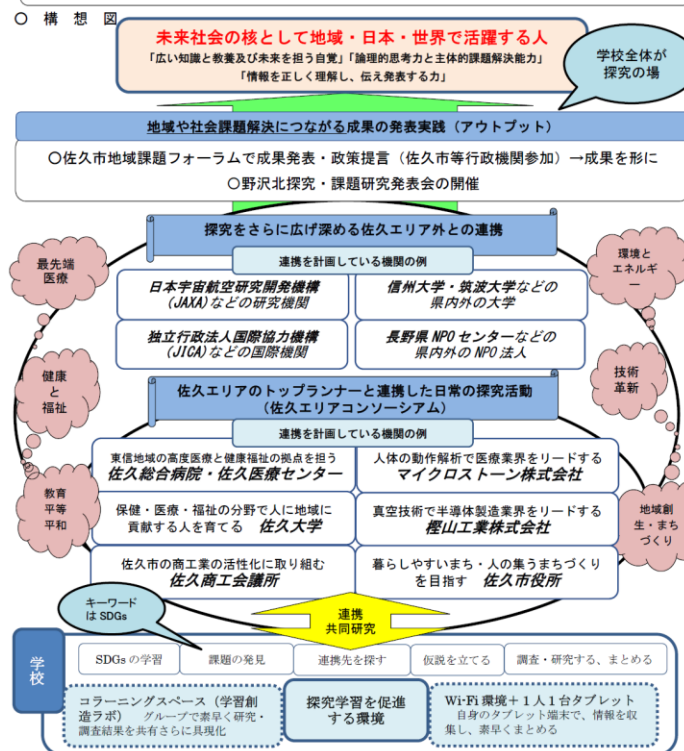 ○ 構 想 図
未来社会の核として地域・日本・世界で活躍する人
「広い知識と教養及び未来を担う自覚」「論理的思考力と主体的課題解決能力」
「情報を正しく理解し、伝え発表する力」
学校全体が
探究の場
地域や社会課題解決につながる成果の発表実践（アウトプット）
○佐久市地域課題フォーラムで成果発表・政策提言（佐久市等行政機関参加）→成果を形に
○野沢北探究・課題研究発表会の開催
探究をさらに広げ深める佐久エリア外との連携
連携を計画している機関の例
最先端
医療
環境と
エネルギ
ー
日本宇宙航空研究開発機構
(JAXA)などの研究機関
信州大学・筑波大学などの
県内外の大学
独立行政法人国際協力機構
(JICA)などの国際機関
長野県 NPO センターなどの
県内外の NPO 法人
健康
と
福祉
技術
革新
佐久エリアのトップランナーと連携した日常の探究活動
（佐久エリアコンソーシアム）
連携を計画している機関の例
東信地域の高度医療と健康福祉の拠点を担う
佐久総合病院・佐久医療センター
人体の動作解析で医療業界をリードする
マイクロストーン株式会社
教育
平等
平和
保健・医療・福祉の分野で人に地域に
貢献する人を育てる 佐久大学
真空技術で半導体製造業界をリードする
樫山工業株式会社
地域創
生・まち
づくり
佐久市の商工業の活性化に取り組む
佐久商工会議所
暮らしやすいまち・人の集うまちづくり
を目指す 佐久市役所
キーワード
は SDGs
連携
共同研究
学校
SDGs の学習
課題の発見
連携先を探す
仮説を立てる
調査・研究する、まとめる
コラーニングスペース（学習創
造ラボ） グループで素早く研究・
調査結果を共有さらに具現化
探究学習を促進
する環境
Wi-Fi 環境＋１人１台タブレット
自身のタブレット端末で、情報を収
集し、素早くまとめる